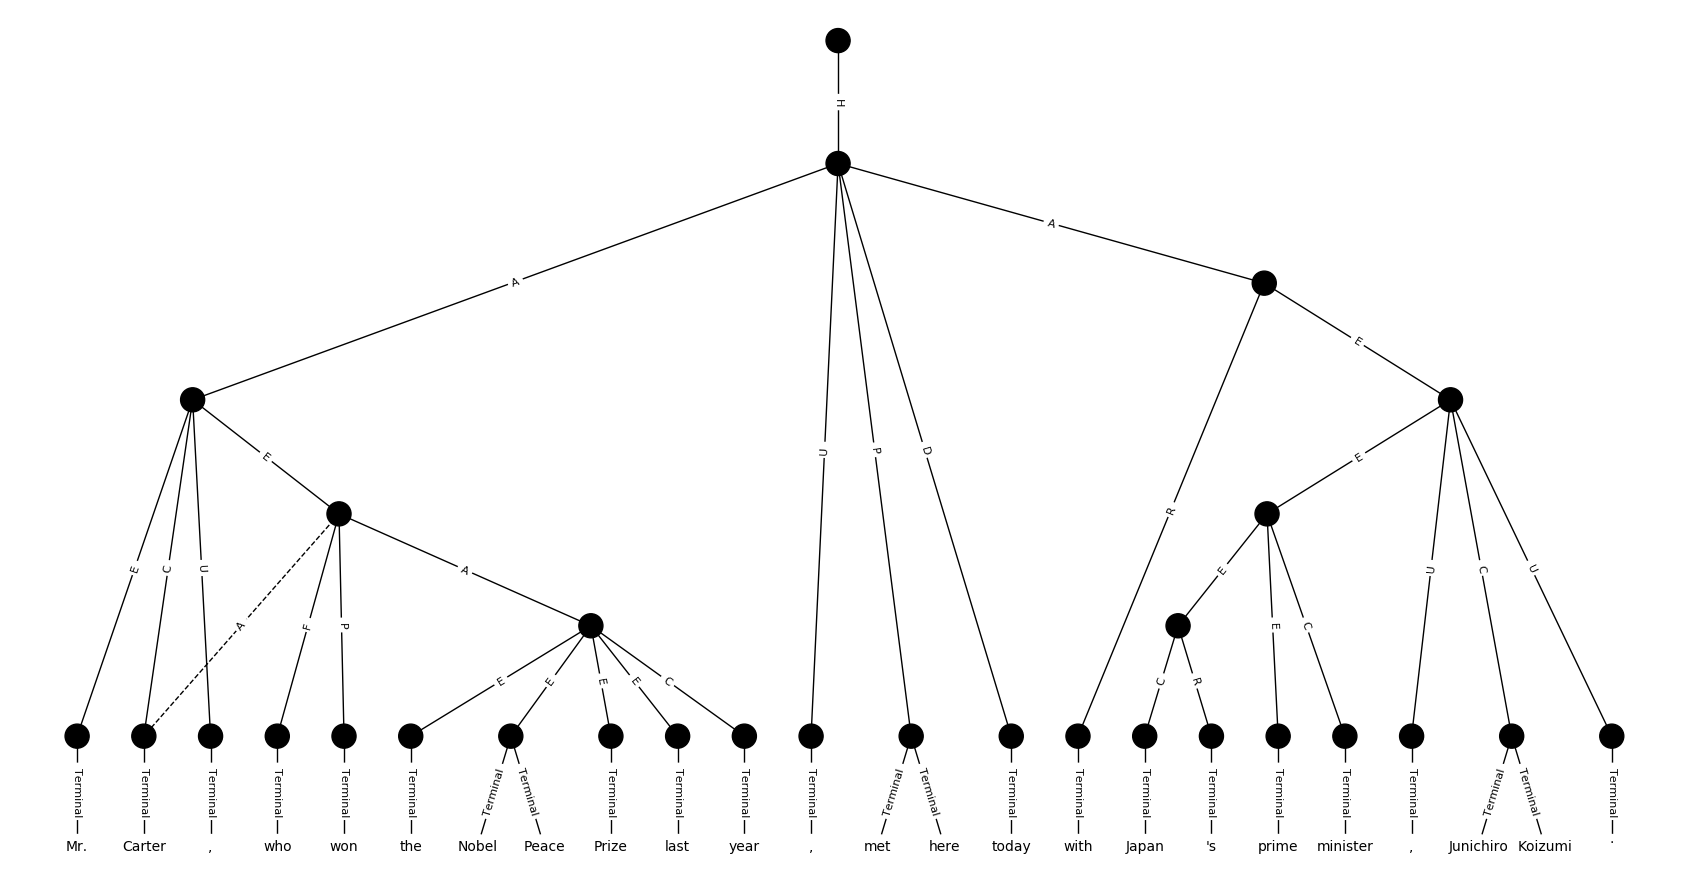 H
A
A
E
E
E
U
P
D
R
E
C
U
A
F
P
A
E
E
C
U
C
U
E
E
E
E
C
C
R
Terminal Terminal Terminal Terminal Terminal Terminal Terminal Terminal Terminal Terminal Terminal Terminal Terminal Terminal Terminal Terminal Terminal Terminal Terminal Terminal Terminal Terminal Terminal Terminal
Mr. Carter , who won the Nobel Peace Prize last year , met here today with Japan 's prime minister , Junichiro Koizumi .